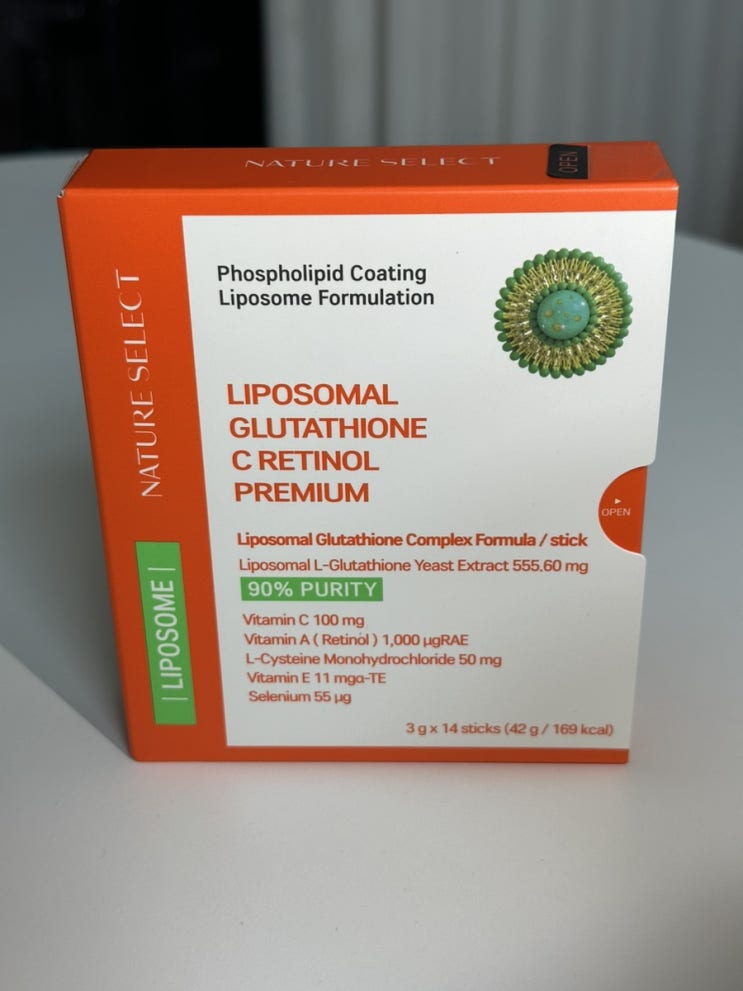 NATURE SELECT
OPEN
NATURE SELECT
| LIPOSOME |
Phospholipid Coating
Liposome Formulation
LIPOSOMAL
GLUTATHIONE
C RETINOL
PREMIUM
Liposomal Glutathione Complex Formula / stick
Liposomal L-Glutathione Yeast Extract 555.60 mg
90% PURITY
Vitamin C 100 mg
Vitamin A ( Retinol ) 1,000 µgRAE
L-Cysteine Monohydrochloride 50 mg
Vitamin E 11 mgα-TE
Selenium 55 µg
OPEN
3 g x 14 sticks (42 g / 169 kcal)